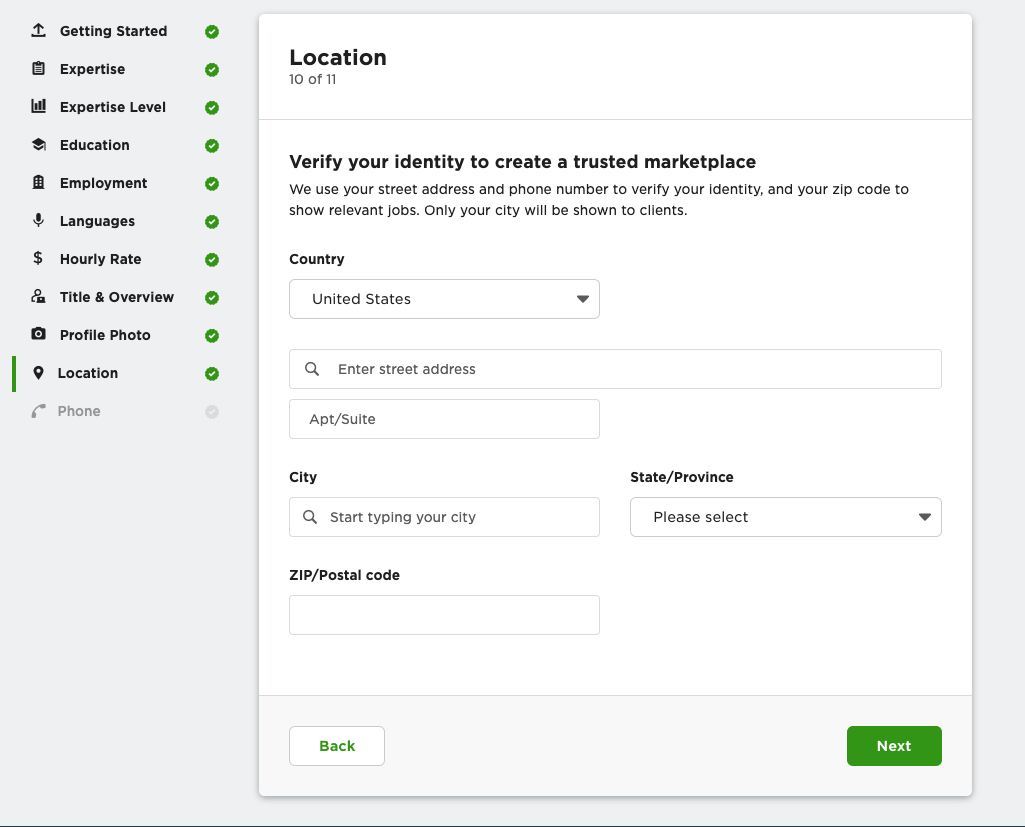 Getting Started
Expertise
Expertise Level
Education
Employment
Languages
$ Hourly Rate
Title & Overview
Profile Photo
Location
Phone
Location
10 of 11
Verify your identity to create a trusted marketplace
We use your street address and phone number to verify your identity, and your zip code to
show relevant jobs. Only your city will be shown to clients.
Country
United States
Enter street address
Apt/Suite
City
State/Province
Start typing your city
Please select
ZIP/Postal code
Back
Next